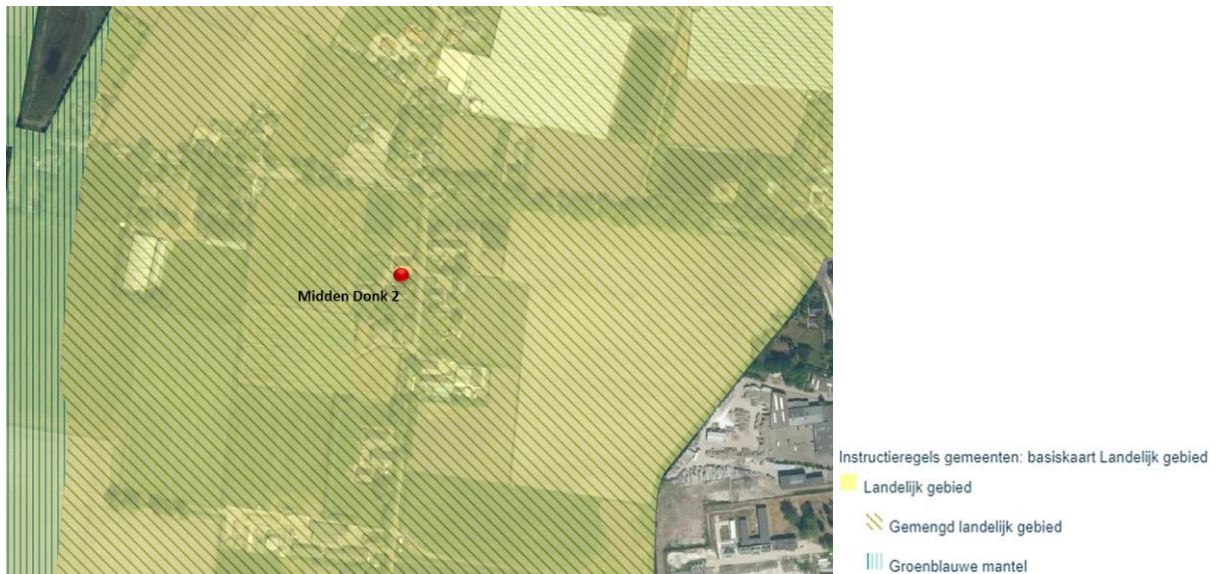 Midden Donk 2
Instructieregels gemeenten: basiskaart Landelijk gebied
Landelijk gebied
Gemengd landelijk gebied
Groenblauwe mantel